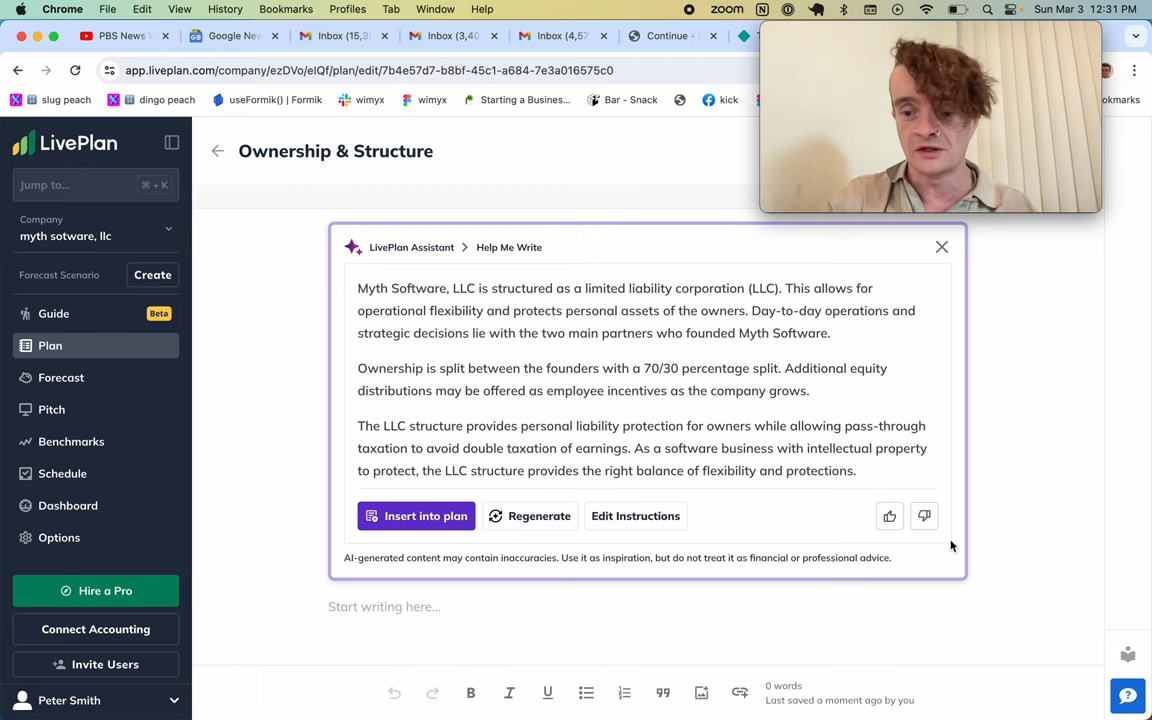 Chrome File Edit View History Bookmarks Profiles Tab Window Help zoom Sun Mar 3 12:31 PM
PBS News Google New Inbox (15,3 Inbox (3,40 Inbox (4,57 Continue -
app.liveplan.com/company/ezDVo/elQf/plan/edit/7b4e57d7-b8bf-45c1-a684-7e3a016575c0
slug peach dingo peach useFormik() | Formik wimyx wimyx Starting a Busines... Bar - Snack kick okmarks
LivePlan
Jump to... ⌘ + K
Company
myth sotware, llc
Forecast Scenario Create
Guide Beta
Plan
Forecast
Pitch
Benchmarks
Schedule
Dashboard
Options
Hire a Pro
Connect Accounting
Invite Users
Peter Smith
Ownership & Structure
LivePlan Assistant > Help Me Write
Myth Software, LLC is structured as a limited liability corporation (LLC). This allows for
operational flexibility and protects personal assets of the owners. Day-to-day operations and
strategic decisions lie with the two main partners who founded Myth Software.
Ownership is split between the founders with a 70/30 percentage split. Additional equity
distributions may be offered as employee incentives as the company grows.
The LLC structure provides personal liability protection for owners while allowing pass-through
taxation to avoid double taxation of earnings. As a software business with intellectual property
to protect, the LLC structure provides the right balance of flexibility and protections.
Insert into plan Regenerate Edit Instructions
AI-generated content may contain inaccuracies. Use it as inspiration, but do not treat it as financial or professional advice.
Start writing here...
B I U 99 0 words
Last saved a moment ago by you